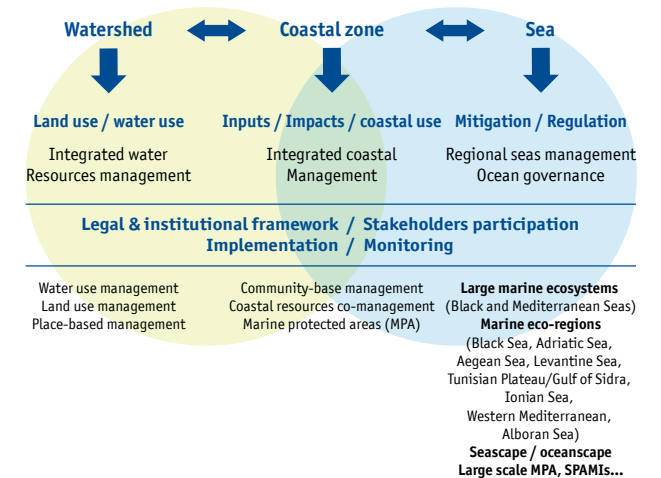 Watershed
Coastal zone
Sea
Land use / water use
Inputs / Impacts / coastal use
Mitigation / Regulation
Integrated water
Resources management
Integrated coastal
Management
Regional seas management
Ocean governance
Legal & institutional framework / Stakeholders participation
Implementation / Monitoring
Water use management
Land use management
Place-based management
Community-base management
Coastal resources co-management
Marine protected areas (MPA)
Large marine ecosystems
(Black and Mediterranean Seas)
Marine eco-regions
(Black Sea, Adriatic Sea,
Aegean Sea, Levantine Sea,
Tunisian Plateau/Gulf of Sidra,
Ionian Sea,
Western Mediterranean,
Alboran Sea)
Seascape / oceanscape
Large scale MPA, SPAMIs...